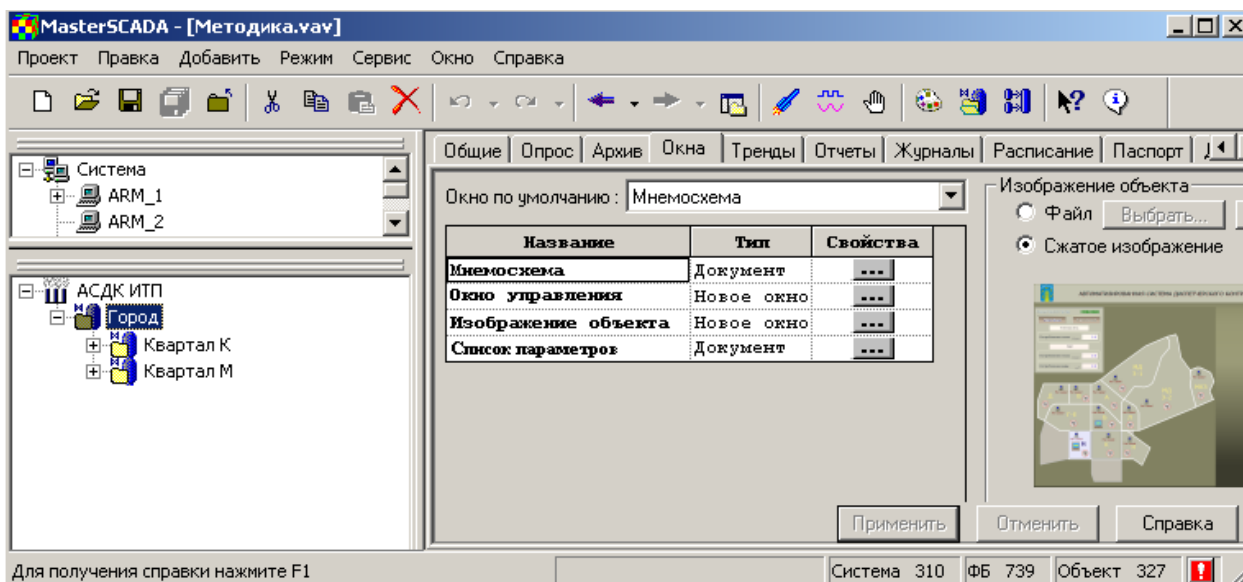 MasterSCADA - [Методика.vav]
Проект Правка Добавить Режим Сервис Окно Справка
Система
ARM_1
ARM_2
АСДК ИТП
Город
Квартал К
Квартал М
Общие Опрос Архив Окна Тренды Отчеты Журналы Расписание Паспорт
Окно по умолчанию : Мнемосхема
Название Тип Свойства
Мнемосхема Документ ...
Окно управления Новое окно ...
Изображение объекта Новое окно ...
Список параметров Документ ...
Изображение объекта
Файл Выбрать...
Сжатое изображение
Применить Отменить Справка
Для получения справки нажмите F1
Система 310 ФБ 739 Объект 327